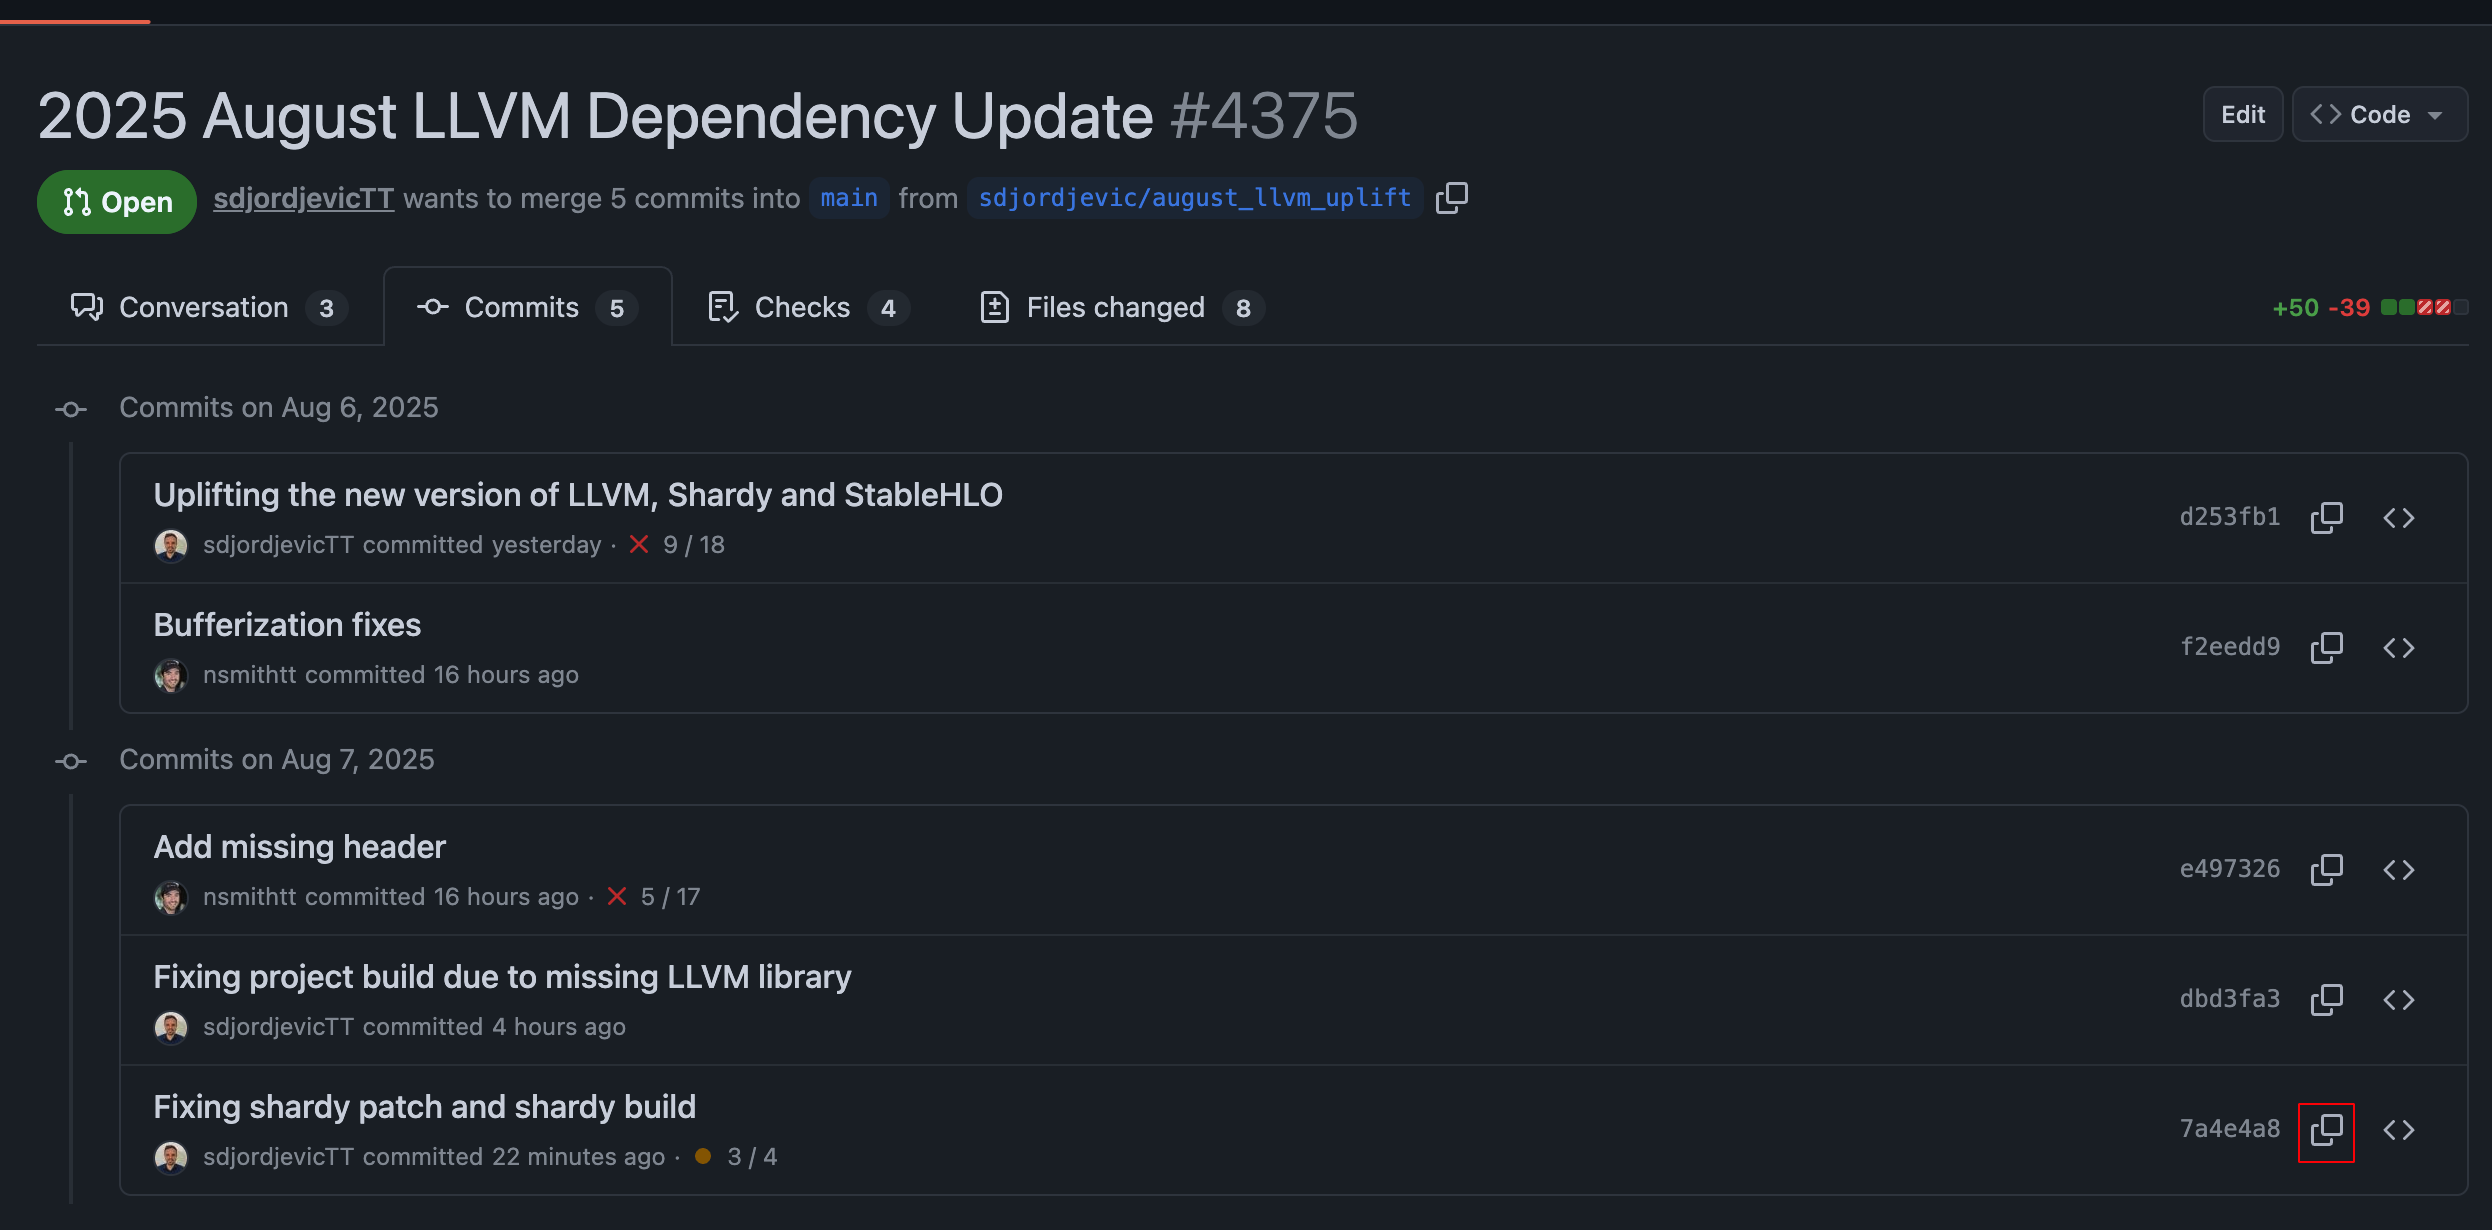 2025 August LLVM Dependency Update #4375
Edit
Code
Open
sdjordjevicTT wants to merge 5 commits into main from sdjordjevic/august_llvm_uplift
Conversation 3
Commits 5
Checks 4
Files changed 8
+50 -39
Commits on Aug 6, 2025
Uplifting the new version of LLVM, Shardy and StableHLO
sdjordjevicTT committed yesterday · 9 / 18
d253fb1
Bufferization fixes
nsmithtt committed 16 hours ago
f2eedd9
Commits on Aug 7, 2025
Add missing header
nsmithtt committed 16 hours ago · 5 / 17
e497326
Fixing project build due to missing LLVM library
sdjordjevicTT committed 4 hours ago
dbd3fa3
Fixing shardy patch and shardy build
sdjordjevicTT committed 22 minutes ago · 3 / 4
7a4e4a8